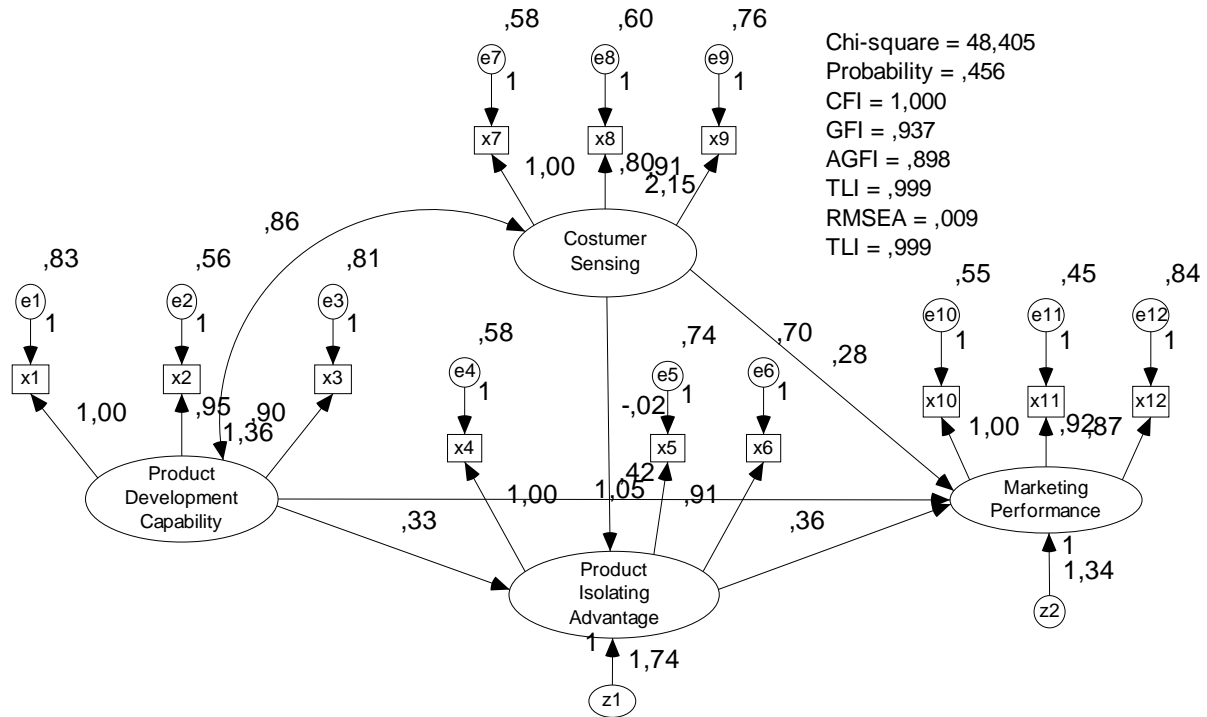 ,58
,60
,76
e7
e8
e9
1
1
1
x7
x8
x9
1,00
,80
,91
2,15
Costumer
Sensing
Chi-square = 48,405
Probability = ,456
CFI = 1,000
GFI = ,937
AGFI = ,898
TLI = ,999
RMSEA = ,009
TLI = ,999
,86
,83
,56
,81
e1
e2
e3
1
1
1
x1
x2
x3
1,00
,95
,90
1,36
Product
Development
Capability
,58
,74
,70
e4
e5
e6
1
1
1
x4
x5
x6
1,00
1,05
,91
-,02
,42
,28
,33
,36
Product
Isolating
Advantage
1
1,74
z1
,55
,45
,84
e10
e11
e12
1
1
1
x10
x11
x12
1,00
,92
,87
Marketing
Performance
1
1,34
z2